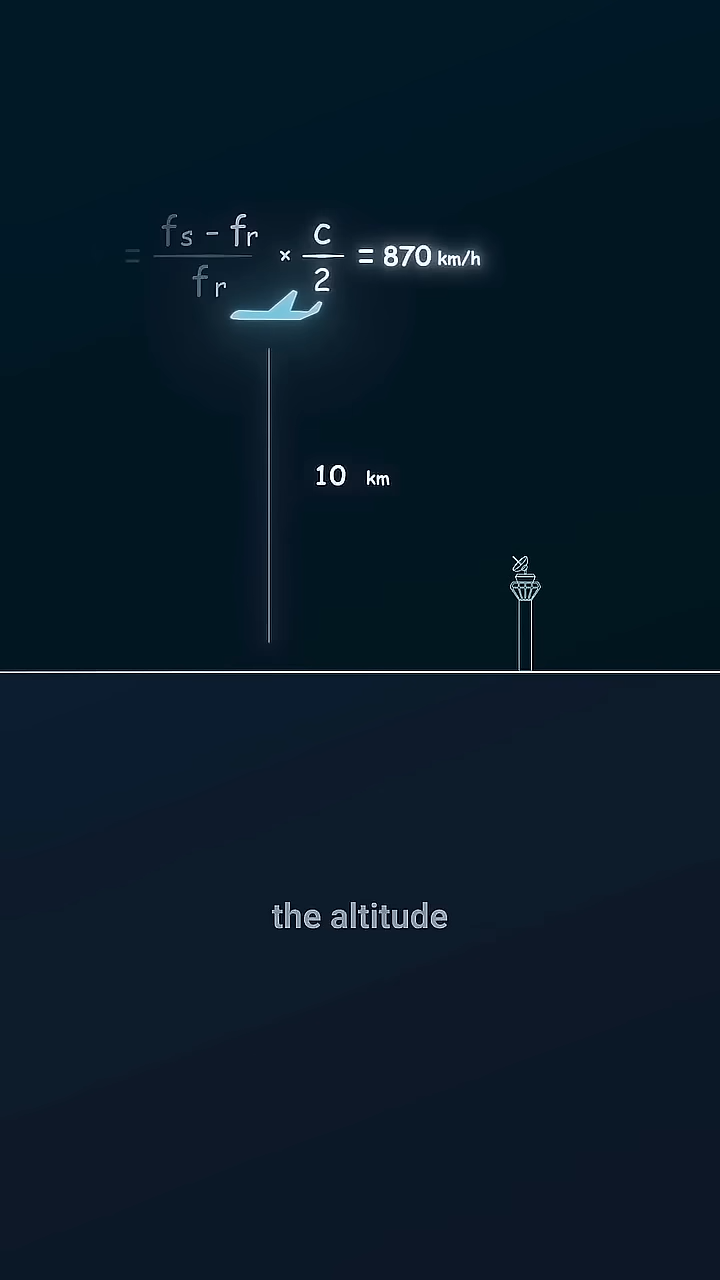 = fs - fr / fr × c / 2 = 870 km/h
10 km
the altitude